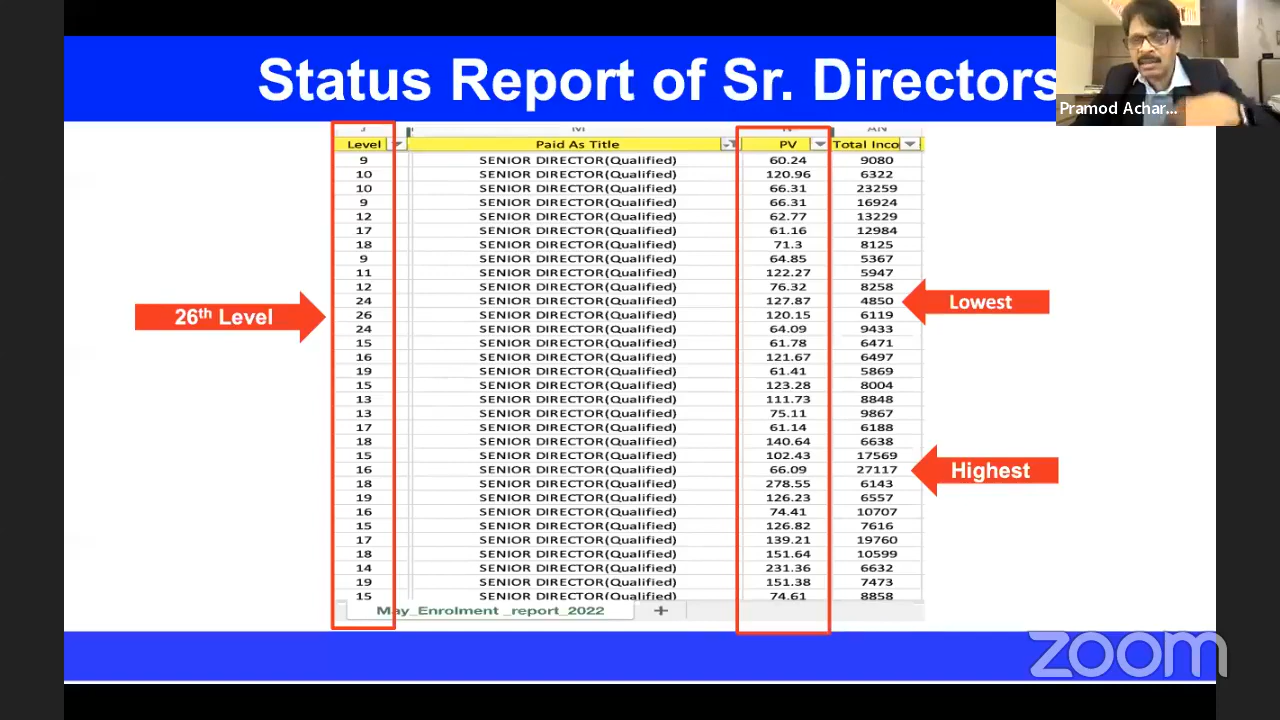 Status Report of Sr. Directors
Pramod Achar...
Level Paid As Title PV Total Inco
9 SENIOR DIRECTOR(Qualified) 60.24 9080
10 SENIOR DIRECTOR(Qualified) 120.96 6322
10 SENIOR DIRECTOR(Qualified) 66.31 23259
9 SENIOR DIRECTOR(Qualified) 66.31 16924
12 SENIOR DIRECTOR(Qualified) 62.77 13229
17 SENIOR DIRECTOR(Qualified) 61.16 12984
18 SENIOR DIRECTOR(Qualified) 71.3 8125
9 SENIOR DIRECTOR(Qualified) 64.85 5367
11 SENIOR DIRECTOR(Qualified) 122.27 5947
12 SENIOR DIRECTOR(Qualified) 76.32 8258
24 SENIOR DIRECTOR(Qualified) 127.87 4850 Lowest
26th Level 26 SENIOR DIRECTOR(Qualified) 120.15 6119
24 SENIOR DIRECTOR(Qualified) 64.09 9433
15 SENIOR DIRECTOR(Qualified) 61.78 6471
16 SENIOR DIRECTOR(Qualified) 121.67 6497
19 SENIOR DIRECTOR(Qualified) 61.41 5869
15 SENIOR DIRECTOR(Qualified) 123.28 8004
13 SENIOR DIRECTOR(Qualified) 111.73 8848
13 SENIOR DIRECTOR(Qualified) 75.11 9867
17 SENIOR DIRECTOR(Qualified) 61.14 6188
18 SENIOR DIRECTOR(Qualified) 140.64 6638
15 SENIOR DIRECTOR(Qualified) 102.43 17569
16 SENIOR DIRECTOR(Qualified) 66.09 27117 Highest
18 SENIOR DIRECTOR(Qualified) 278.55 6143
19 SENIOR DIRECTOR(Qualified) 126.23 6557
16 SENIOR DIRECTOR(Qualified) 74.41 10707
15 SENIOR DIRECTOR(Qualified) 126.82 7616
17 SENIOR DIRECTOR(Qualified) 139.21 19760
18 SENIOR DIRECTOR(Qualified) 151.64 10599
14 SENIOR DIRECTOR(Qualified) 231.36 6632
19 SENIOR DIRECTOR(Qualified) 151.38 7473
15 SENIOR DIRECTOR(Qualified) 74.61 8858
May_Enrolment _report_2022 +
zoom